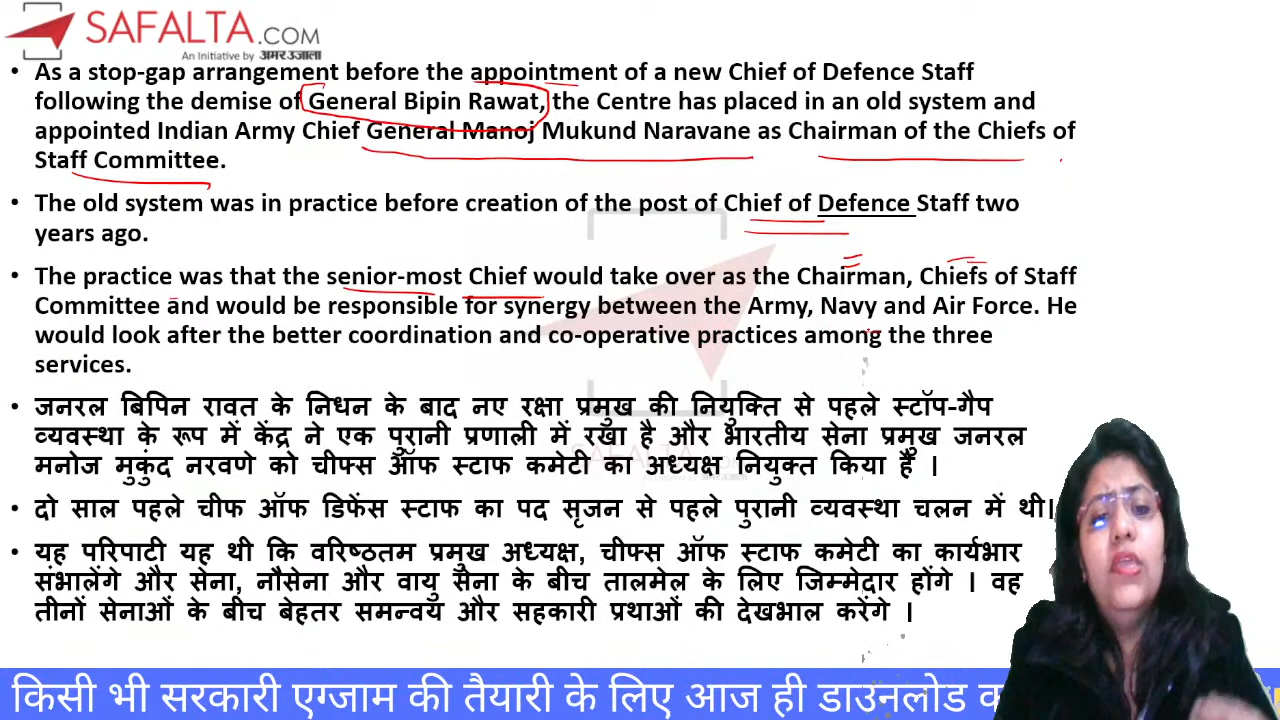 SAFALTA.COM
An Initiative by अमरउजाला
• As a stop-gap arrangement before the appointment of a new Chief of Defence Staff
following the demise of General Bipin Rawat, the Centre has placed in an old system and
appointed Indian Army Chief General Manoj Mukund Naravane as Chairman of the Chiefs of
Staff Committee.
• The old system was in practice before creation of the post of Chief of Defence Staff two
years ago.
• The practice was that the senior-most Chief would take over as the Chairman, Chiefs of Staff
Committee and would be responsible for synergy between the Army, Navy and Air Force. He
would look after the better coordination and co-operative practices among the three
services.
• जनरल बिपिन रावत के निधन के बाद नए रक्षा प्रमुख की नियुक्ति से पहले स्टॉप-गैप
व्यवस्था के रूप में केंद्र ने एक पुरानी प्रणाली में रखा है और भारतीय सेना प्रमुख जनरल
मनोज मुकुंद नरवणे को चीफ्स ऑफ स्टाफ कमेटी का अध्यक्ष नियुक्त किया है ।
• दो साल पहले चीफ ऑफ डिफेंस स्टाफ का पद सृजन से पहले पुरानी व्यवस्था चलन में थी।
• यह परिपाटी यह थी कि वरिष्ठतम प्रमुख अध्यक्ष, चीफ्स ऑफ स्टाफ कमेटी का कार्यभार
संभालेंगे और सेना, नौसेना और वायु सेना के बीच तालमेल के लिए जिम्मेदार होंगे । वह
तीनों सेनाओं के बीच बेहतर समन्वय और सहकारी प्रथाओं की देखभाल करेंगे ।
किसी भी सरकारी एग्जाम की तैयारी के लिए आज ही डाउनलोड